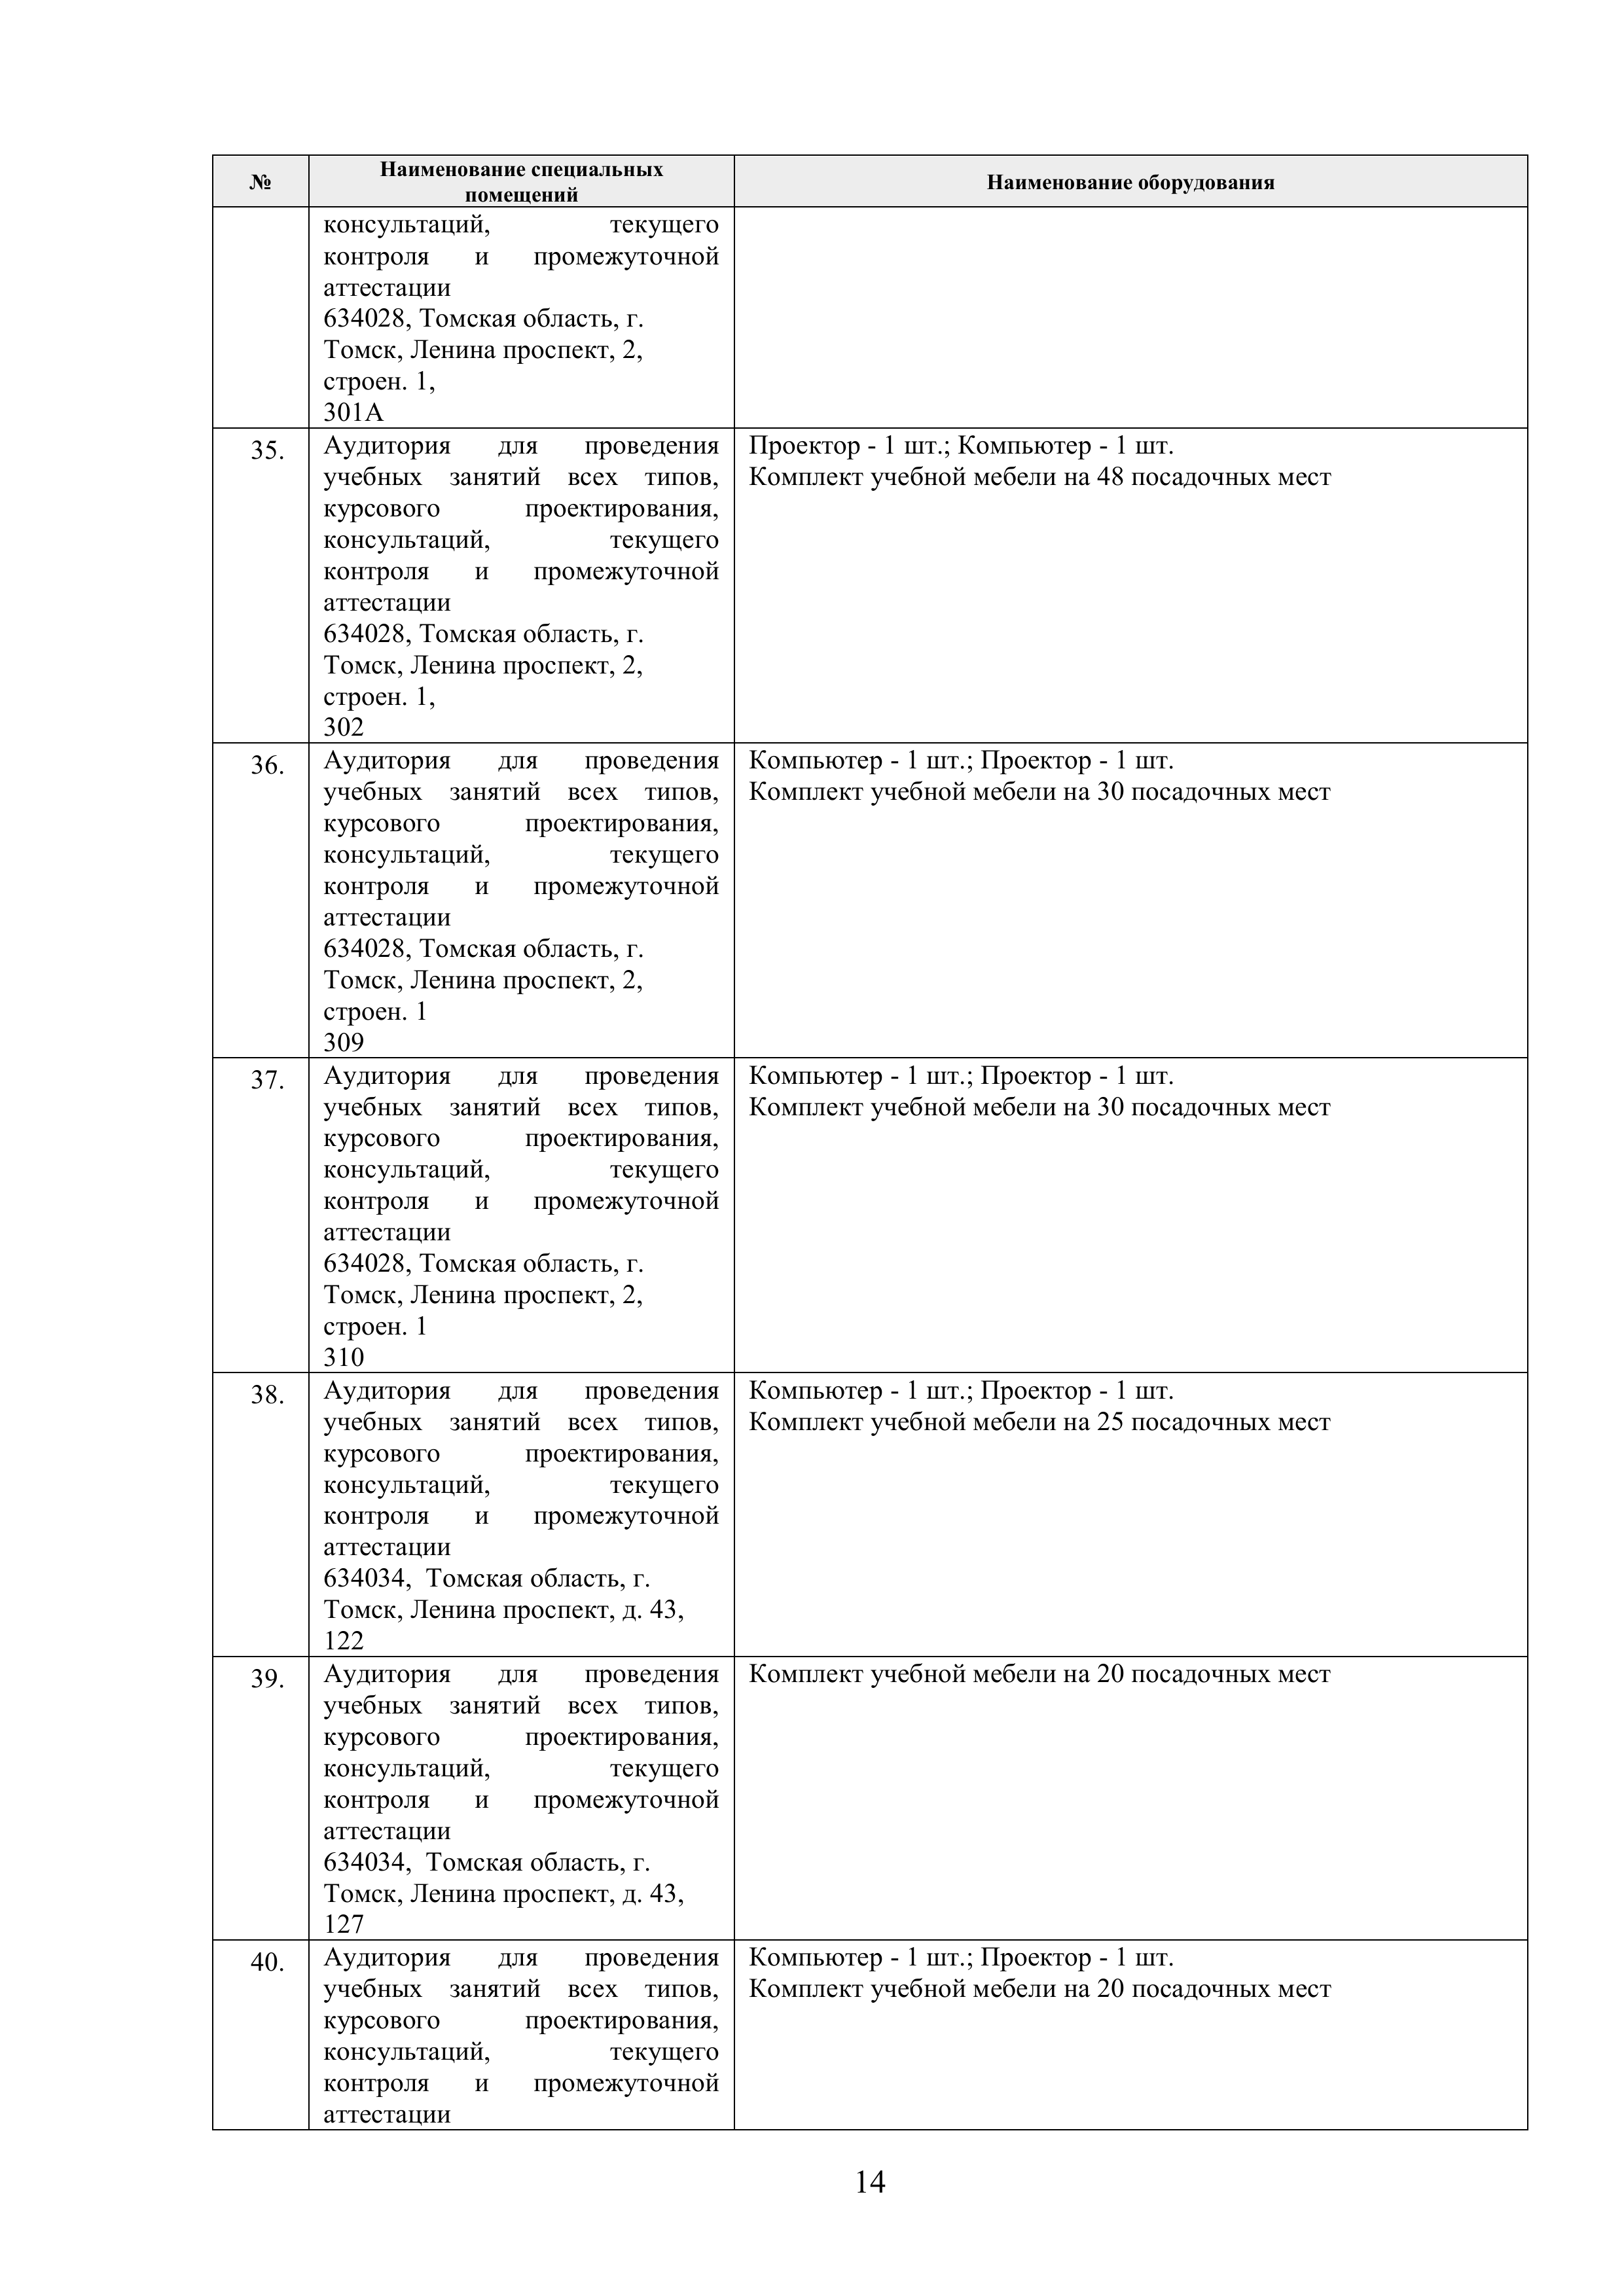 №
Наименование специальных
помещений
Наименование оборудования
консультаций, текущего
контроля и промежуточной
аттестации
634028, Томская область, г.
Томск, Ленина проспект, 2,
строен. 1,
301А
35.
Аудитория для проведения
учебных занятий всех типов,
курсового проектирования,
консультаций, текущего
контроля и промежуточной
аттестации
634028, Томская область, г.
Томск, Ленина проспект, 2,
строен. 1,
302
Проектор - 1 шт.; Компьютер - 1 шт.
Комплект учебной мебели на 48 посадочных мест
36.
Аудитория для проведения
учебных занятий всех типов,
курсового проектирования,
консультаций, текущего
контроля и промежуточной
аттестации
634028, Томская область, г.
Томск, Ленина проспект, 2,
строен. 1
309
Компьютер - 1 шт.; Проектор - 1 шт.
Комплект учебной мебели на 30 посадочных мест
37.
Аудитория для проведения
учебных занятий всех типов,
курсового проектирования,
консультаций, текущего
контроля и промежуточной
аттестации
634028, Томская область, г.
Томск, Ленина проспект, 2,
строен. 1
310
Компьютер - 1 шт.; Проектор - 1 шт.
Комплект учебной мебели на 30 посадочных мест
38.
Аудитория для проведения
учебных занятий всех типов,
курсового проектирования,
консультаций, текущего
контроля и промежуточной
аттестации
634034, Томская область, г.
Томск, Ленина проспект, д. 43,
122
Компьютер - 1 шт.; Проектор - 1 шт.
Комплект учебной мебели на 25 посадочных мест
39.
Аудитория для проведения
учебных занятий всех типов,
курсового проектирования,
консультаций, текущего
контроля и промежуточной
аттестации
634034, Томская область, г.
Томск, Ленина проспект, д. 43,
127
Комплект учебной мебели на 20 посадочных мест
40.
Аудитория для проведения
учебных занятий всех типов,
курсового проектирования,
консультаций, текущего
контроля и промежуточной
аттестации
Компьютер - 1 шт.; Проектор - 1 шт.
Комплект учебной мебели на 20 посадочных мест
14